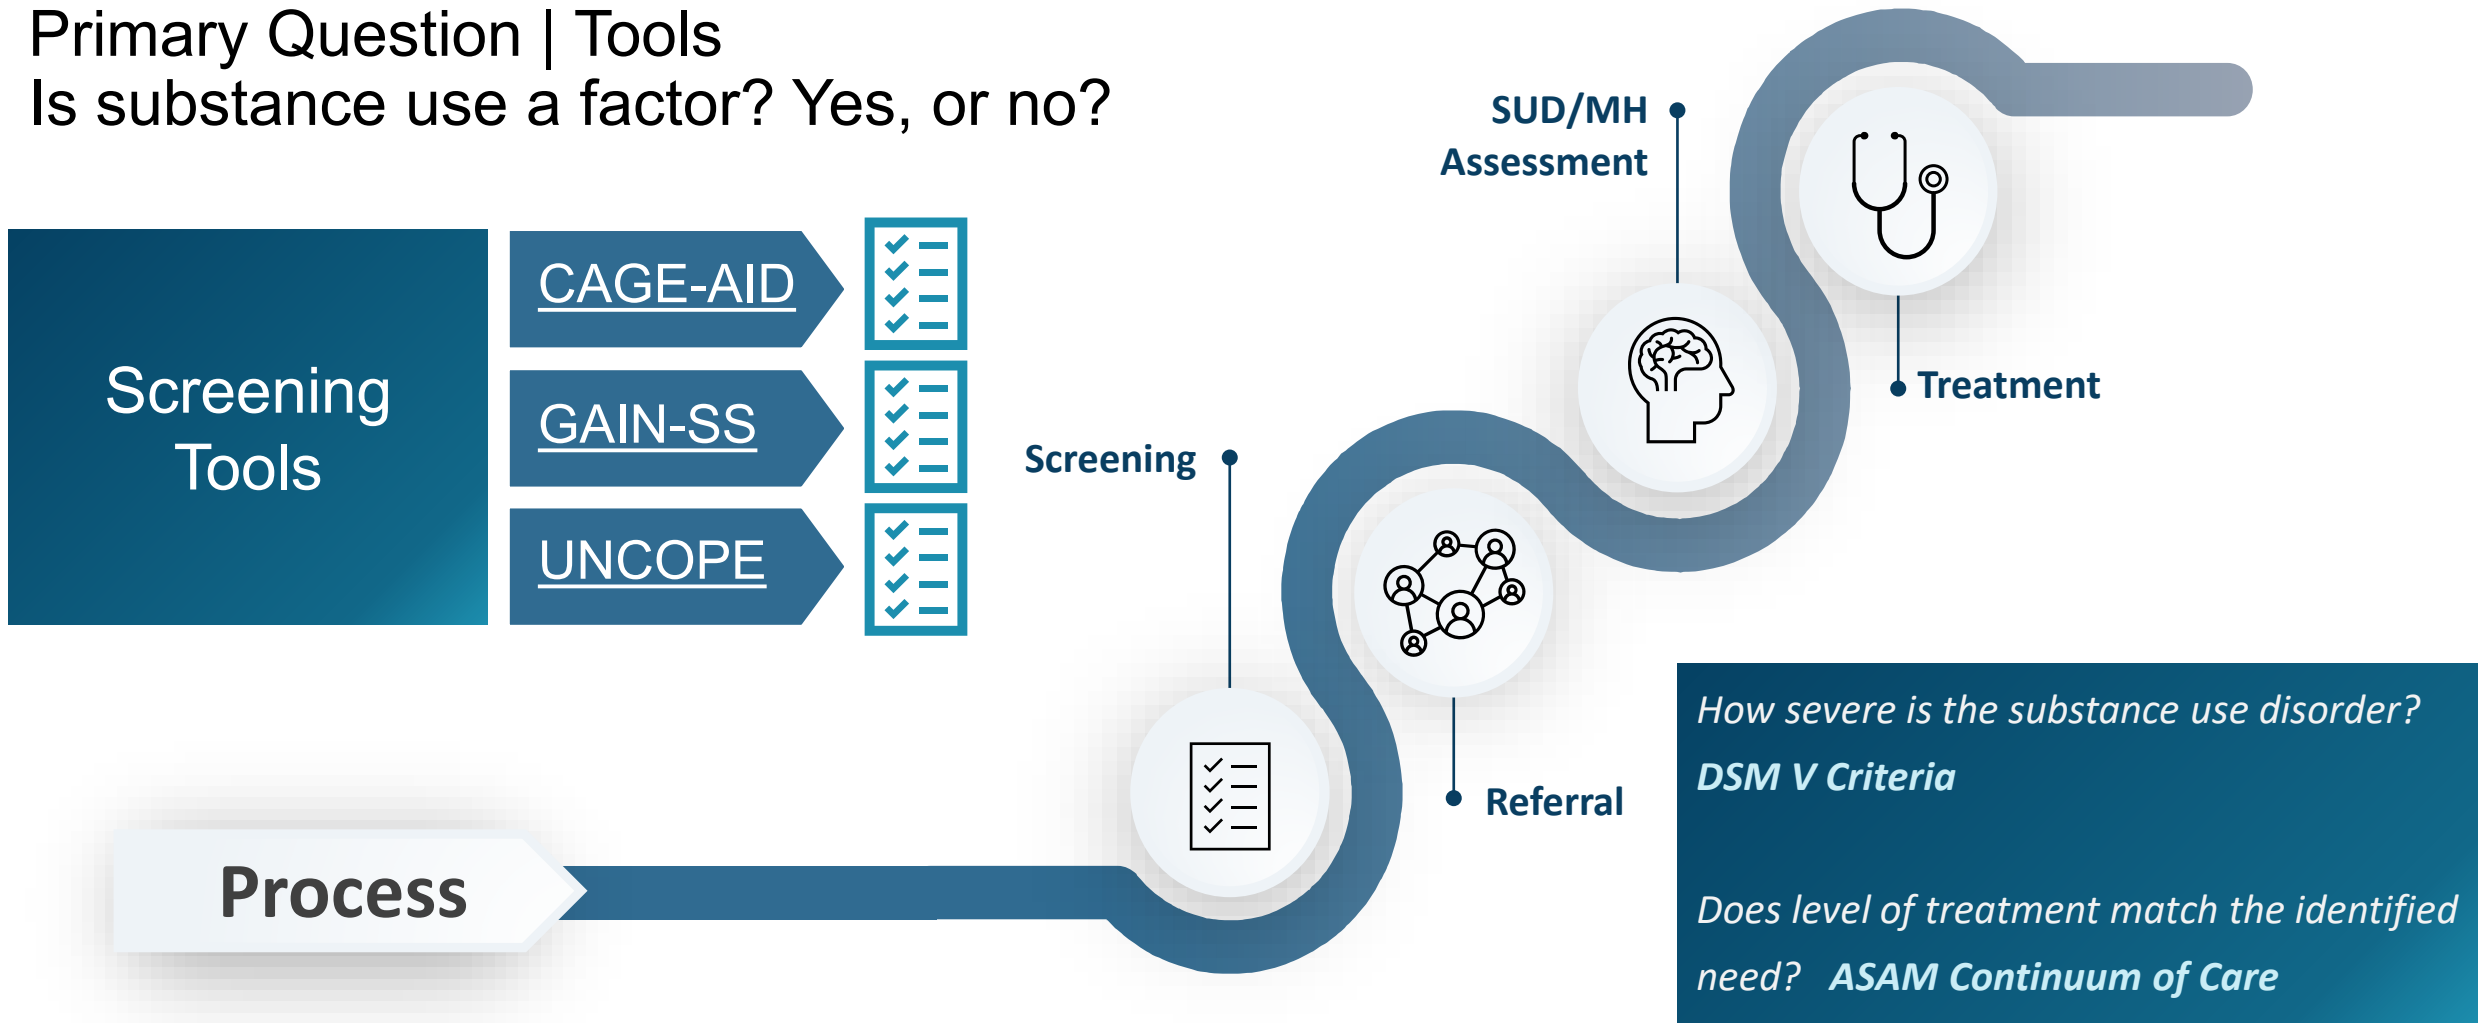 Primary Question | Tools
Is substance use a factor? Yes, or no?
Screening
Tools
CAGE-AID
GAIN-SS
UNCOPE
Process
Screening
Referral
SUD/MH
Assessment
Treatment
How severe is the substance use disorder?
DSM V Criteria
Does level of treatment match the identified
need? ASAM Continuum of Care